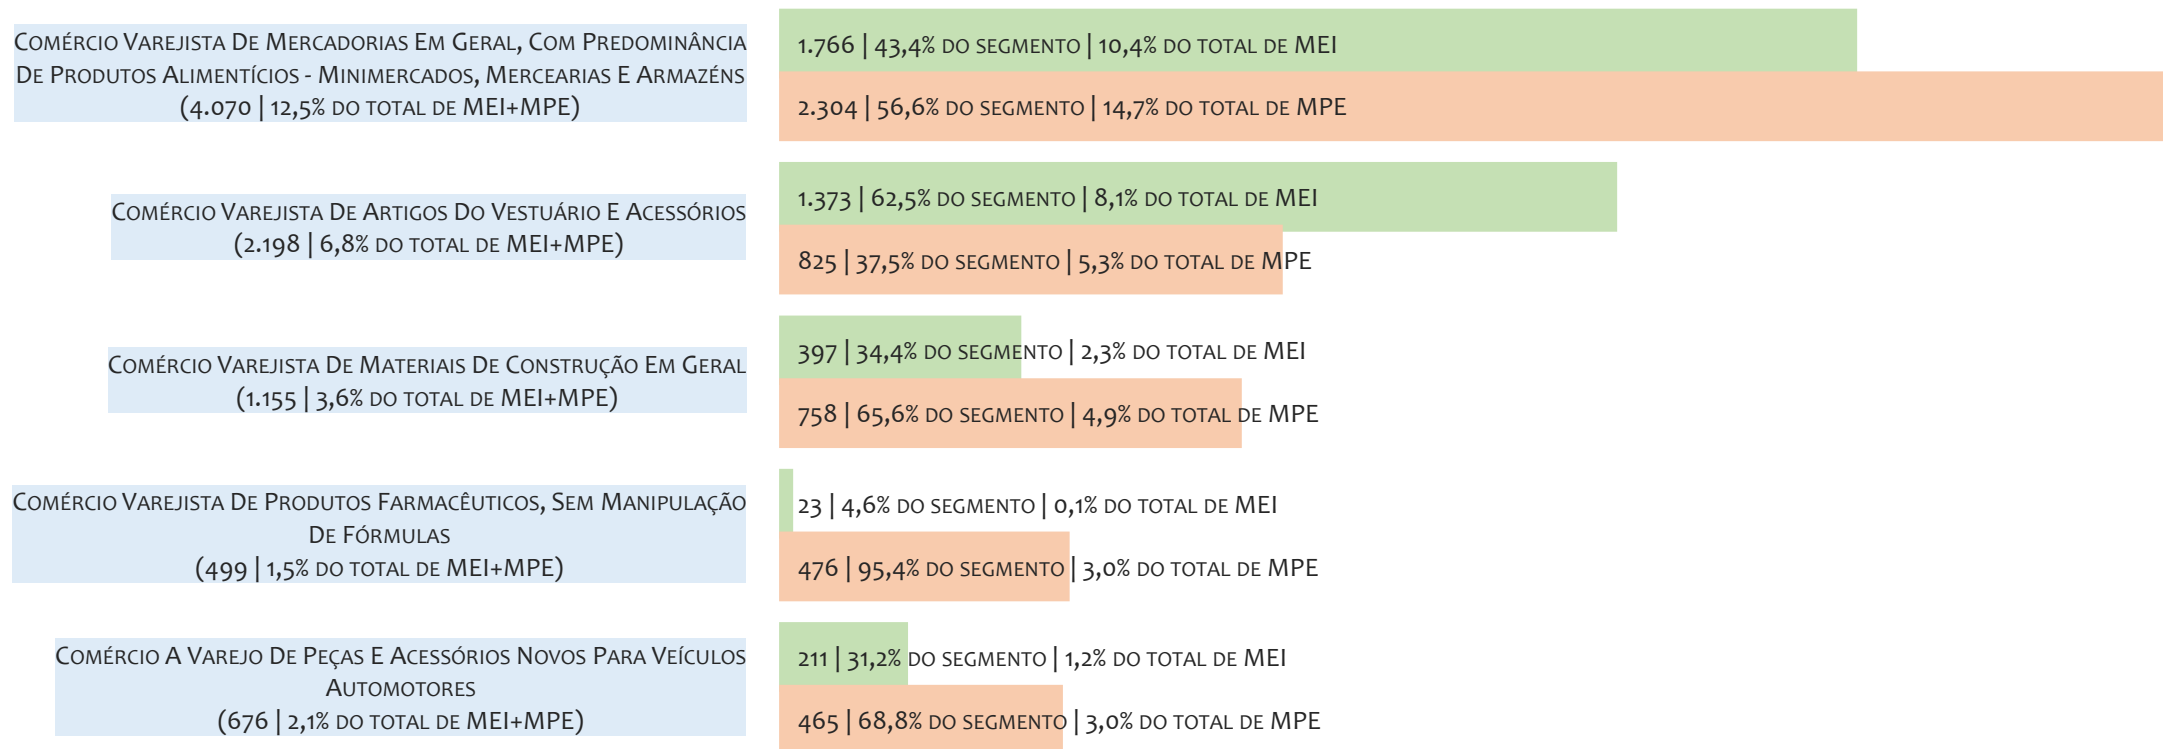 Comércio Varejista De Mercadorias Em Geral, Com Predominância
De Produtos Alimentícios - Minimercados, Mercearias E Armazéns
(4.070 | 12,5% do total de MEI+MPE)
1.766 | 43,4% do segmento | 10,4% do total de MEI
2.304 | 56,6% do segmento | 14,7% do total de MPE
Comércio Varejista De Artigos Do Vestuário E Acessórios
(2.198 | 6,8% do total de MEI+MPE)
1.373 | 62,5% do segmento | 8,1% do total de MEI
825 | 37,5% do segmento | 5,3% do total de MPE
Comércio Varejista De Materiais De Construção Em Geral
(1.155 | 3,6% do total de MEI+MPE)
397 | 34,4% do segmento | 2,3% do total de MEI
758 | 65,6% do segmento | 4,9% do total de MPE
Comércio Varejista De Produtos Farmacêuticos, Sem Manipulação
De Fórmulas
(499 | 1,5% do total de MEI+MPE)
23 | 4,6% do segmento | 0,1% do total de MEI
476 | 95,4% do segmento | 3,0% do total de MPE
Comércio A Varejo De Peças E Acessórios Novos Para Veículos
Automotores
(676 | 2,1% do total de MEI+MPE)
211 | 31,2% do segmento | 1,2% do total de MEI
465 | 68,8% do segmento | 3,0% do total de MPE